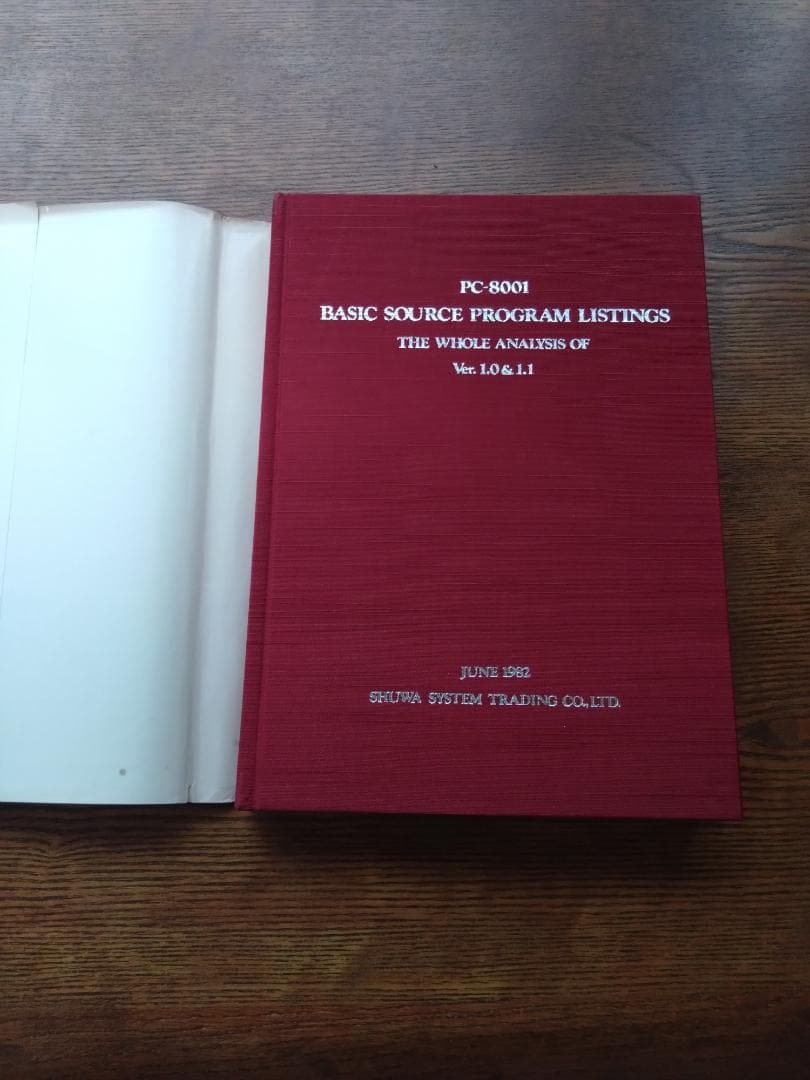 PC-8001
BASIC SOURCE PROGRAM LISTINGS
THE WHOLE ANALYSIS OF
Ver. 1.0 & 1.1
JUNE 1982
SHUWA SYSTEM TRADING CO., LTD.